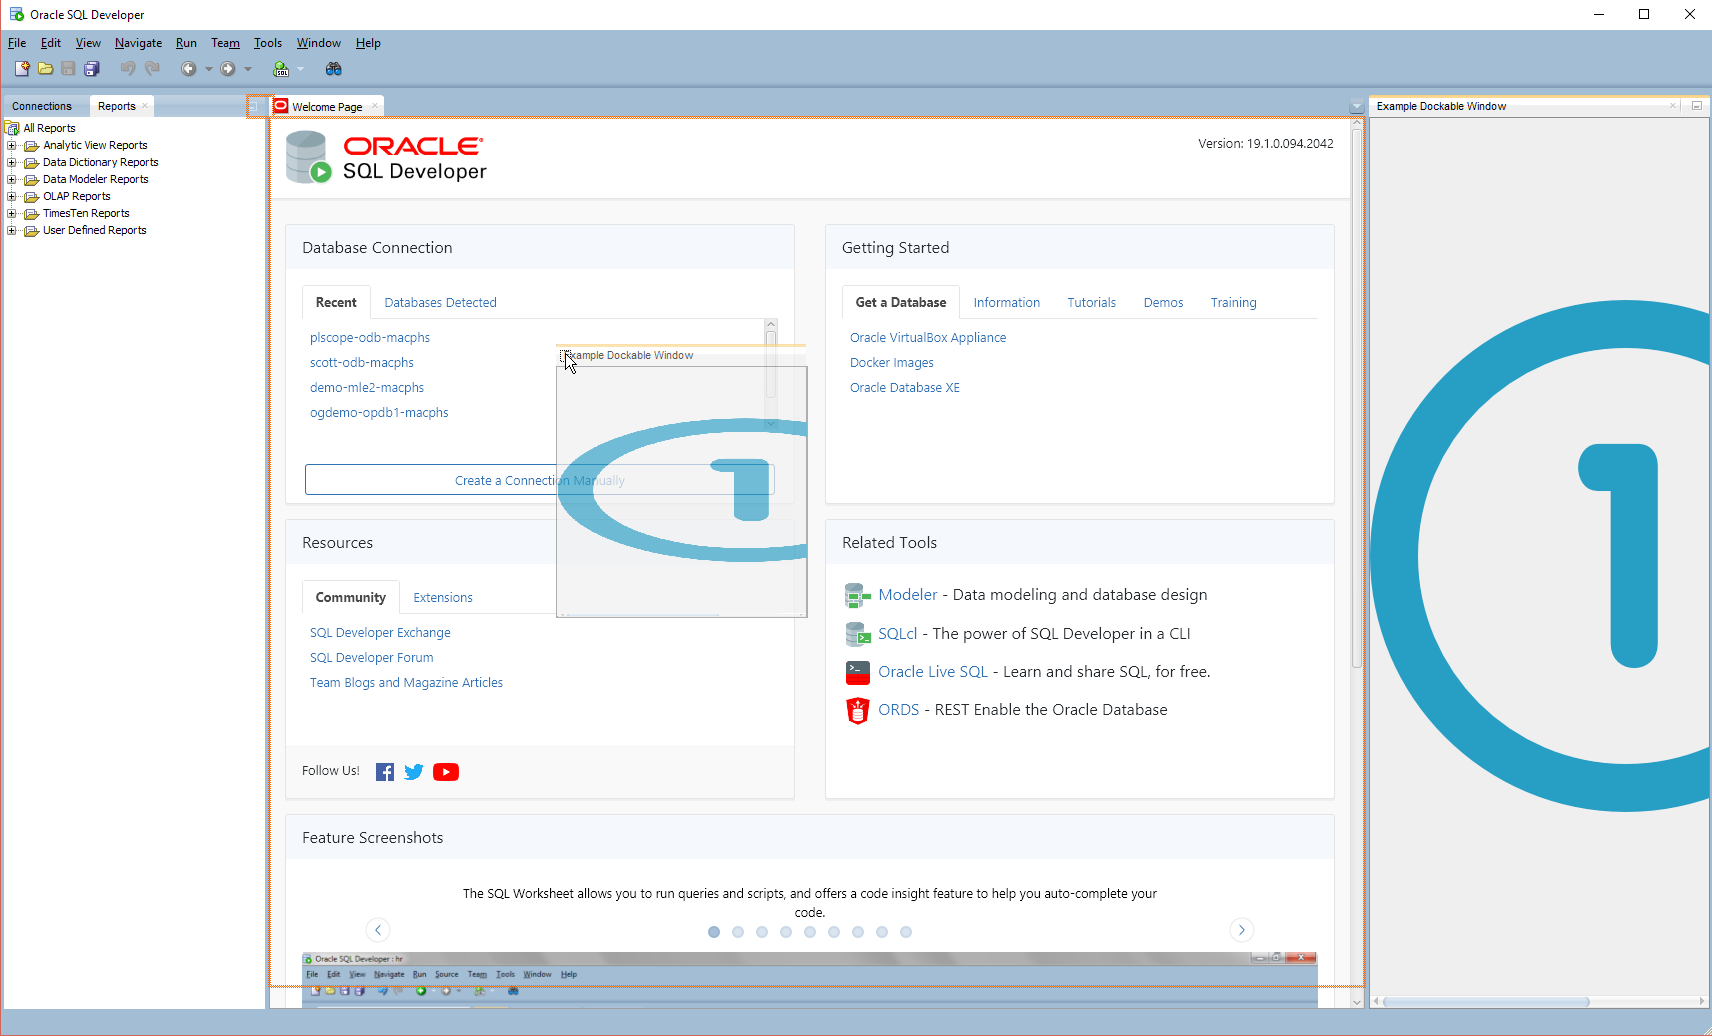 Oracle SQL Developer
File Edit View Navigate Run Team Tools Window Help
SQL
Connections Reports Welcome Page Example Dockable Window
All Reports
Analytic View Reports
Data Dictionary Reports
Data Modeler Reports
OLAP Reports
TimesTen Reports
User Defined Reports
ORACLE
SQL Developer
Version: 19.1.0.094.2042
Database Connection
Recent Databases Detected
plscope-odb-macphs
scott-odb-macphs
demo-mle2-macphs
ogdemo-opdb1-macphs
Create a Connection Manually
Example Dockable Window
1
Getting Started
Get a Database Information Tutorials Demos Training
Oracle VirtualBox Appliance
Docker Images
Oracle Database XE
Resources
Community Extensions
SQL Developer Exchange
SQL Developer Forum
Team Blogs and Magazine Articles
Follow Us!
Related Tools
Modeler - Data modeling and database design
SQLcl - The power of SQL Developer in a CLI
Oracle Live SQL - Learn and share SQL, for free.
ORDS - REST Enable the Oracle Database
Feature Screenshots
The SQL Worksheet allows you to run queries and scripts, and offers a code insight feature to help you auto-complete your
code.
Oracle SQL Developer : hr
File Edit View Navigate Run Source Team Tools Window Help
1